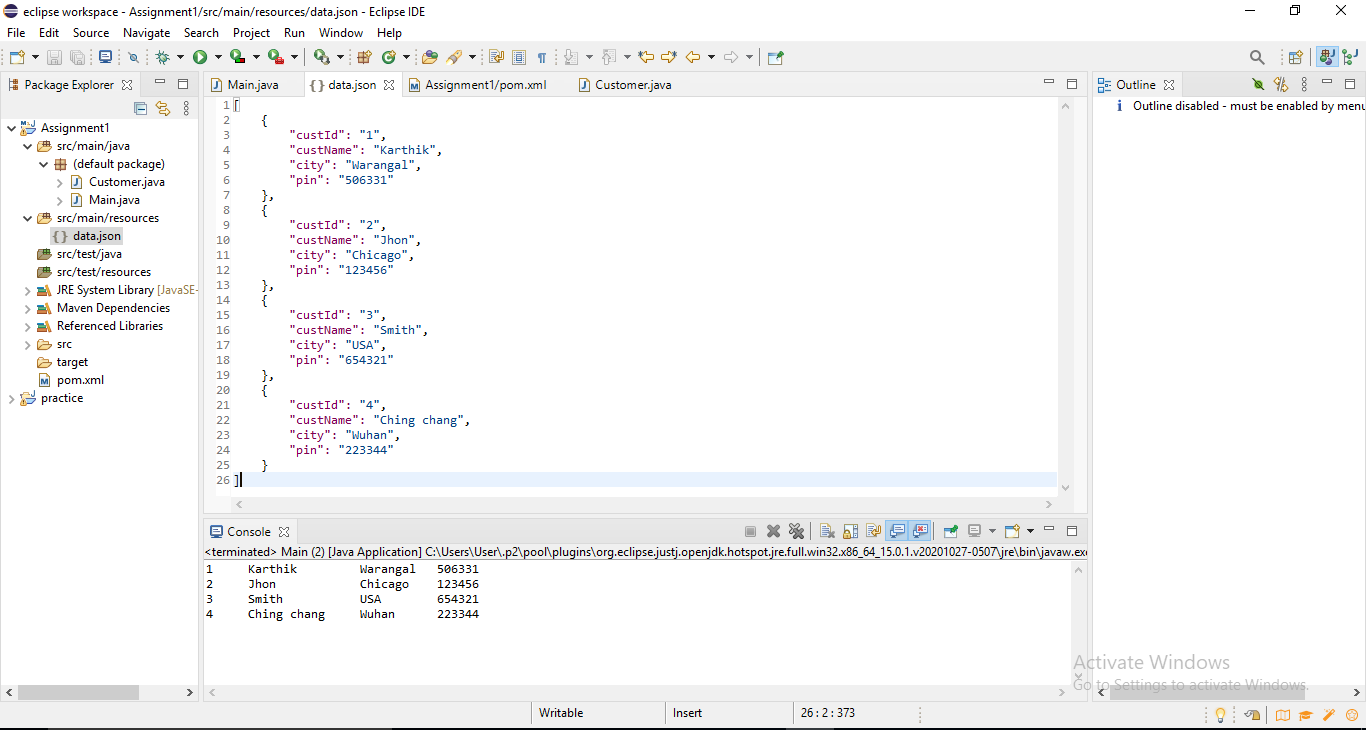 eclipse workspace - Assignment1/src/main/resources/data.json - Eclipse IDE
File Edit Source Navigate Search Project Run Window Help
Package Explorer
Assignment1
src/main/java
(default package)
Customer.java
Main.java
src/main/resources
data.json
src/test/java
src/test/resources
JRE System Library [JavaSE-
Maven Dependencies
Referenced Libraries
src
target
pom.xml
practice
Main.java data.json Assignment1/pom.xml Customer.java
1 [
2 {
3 "custId": "1",
4 "custName": "Karthik",
5 "city": "Warangal",
6 "pin": "506331"
7 },
8 {
9 "custId": "2",
10 "custName": "Jhon",
11 "city": "Chicago",
12 "pin": "123456"
13 },
14 {
15 "custId": "3",
16 "custName": "Smith",
17 "city": "USA",
18 "pin": "654321"
19 },
20 {
21 "custId": "4",
22 "custName": "Ching chang",
23 "city": "Wuhan",
24 "pin": "223344"
25 }
26 ]
Outline
Outline disabled - must be enabled by menu
Console
<terminated> Main (2) [Java Application] C:\Users\User\.p2\pool\plugins\org.eclipse.justj.openjdk.hotspot.jre.full.win32.x86_64_15.0.1.v20201027-0507\jre\bin\javaw.exe
1 Karthik Warangal 506331
2 Jhon Chicago 123456
3 Smith USA 654321
4 Ching chang Wuhan 223344
Activate Windows
Go to Settings to activate Windows.
Writable Insert 26 : 2 : 373